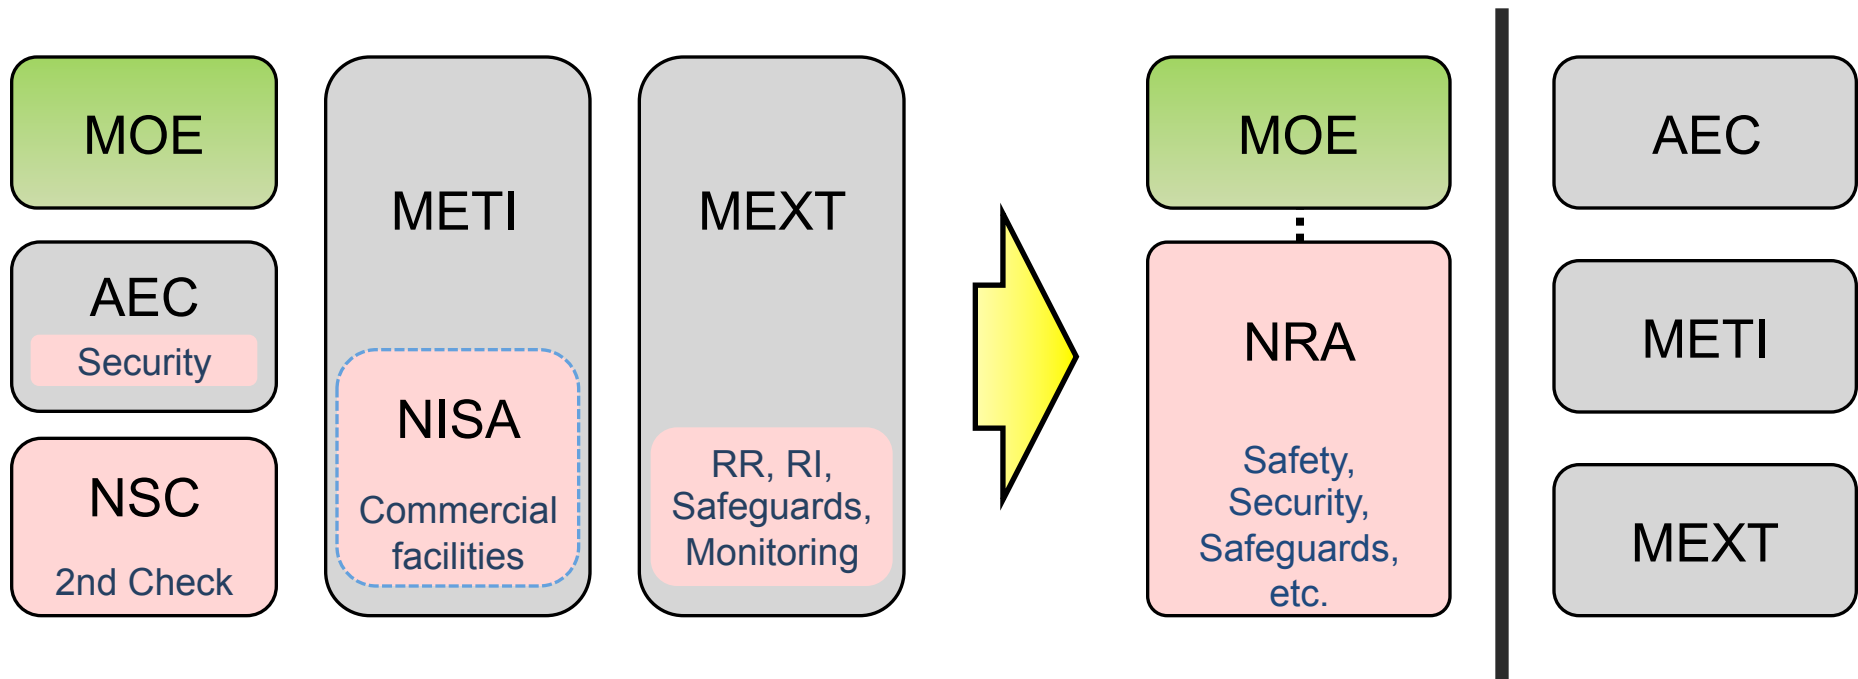 MOE
AEC
Security
NSC
2nd Check
METI
NISA
Commercial
facilities
MEXT
RR, RI,
Safeguards,
Monitoring
MOE
NRA
Safety,
Security,
Safeguards,
etc.
AEC
METI
MEXT